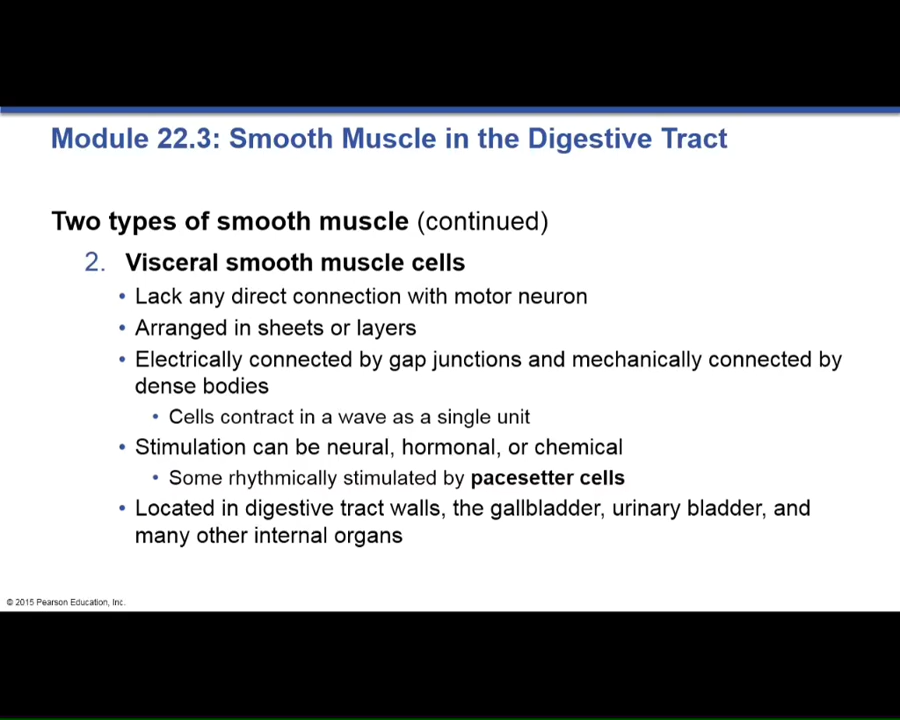 Module 22.3: Smooth Muscle in the Digestive Tract
Two types of smooth muscle (continued)
2. Visceral smooth muscle cells
• Lack any direct connection with motor neuron
• Arranged in sheets or layers
• Electrically connected by gap junctions and mechanically connected by
dense bodies
• Cells contract in a wave as a single unit
• Stimulation can be neural, hormonal, or chemical
• Some rhythmically stimulated by pacesetter cells
• Located in digestive tract walls, the gallbladder, urinary bladder, and
many other internal organs
© 2015 Pearson Education, Inc.